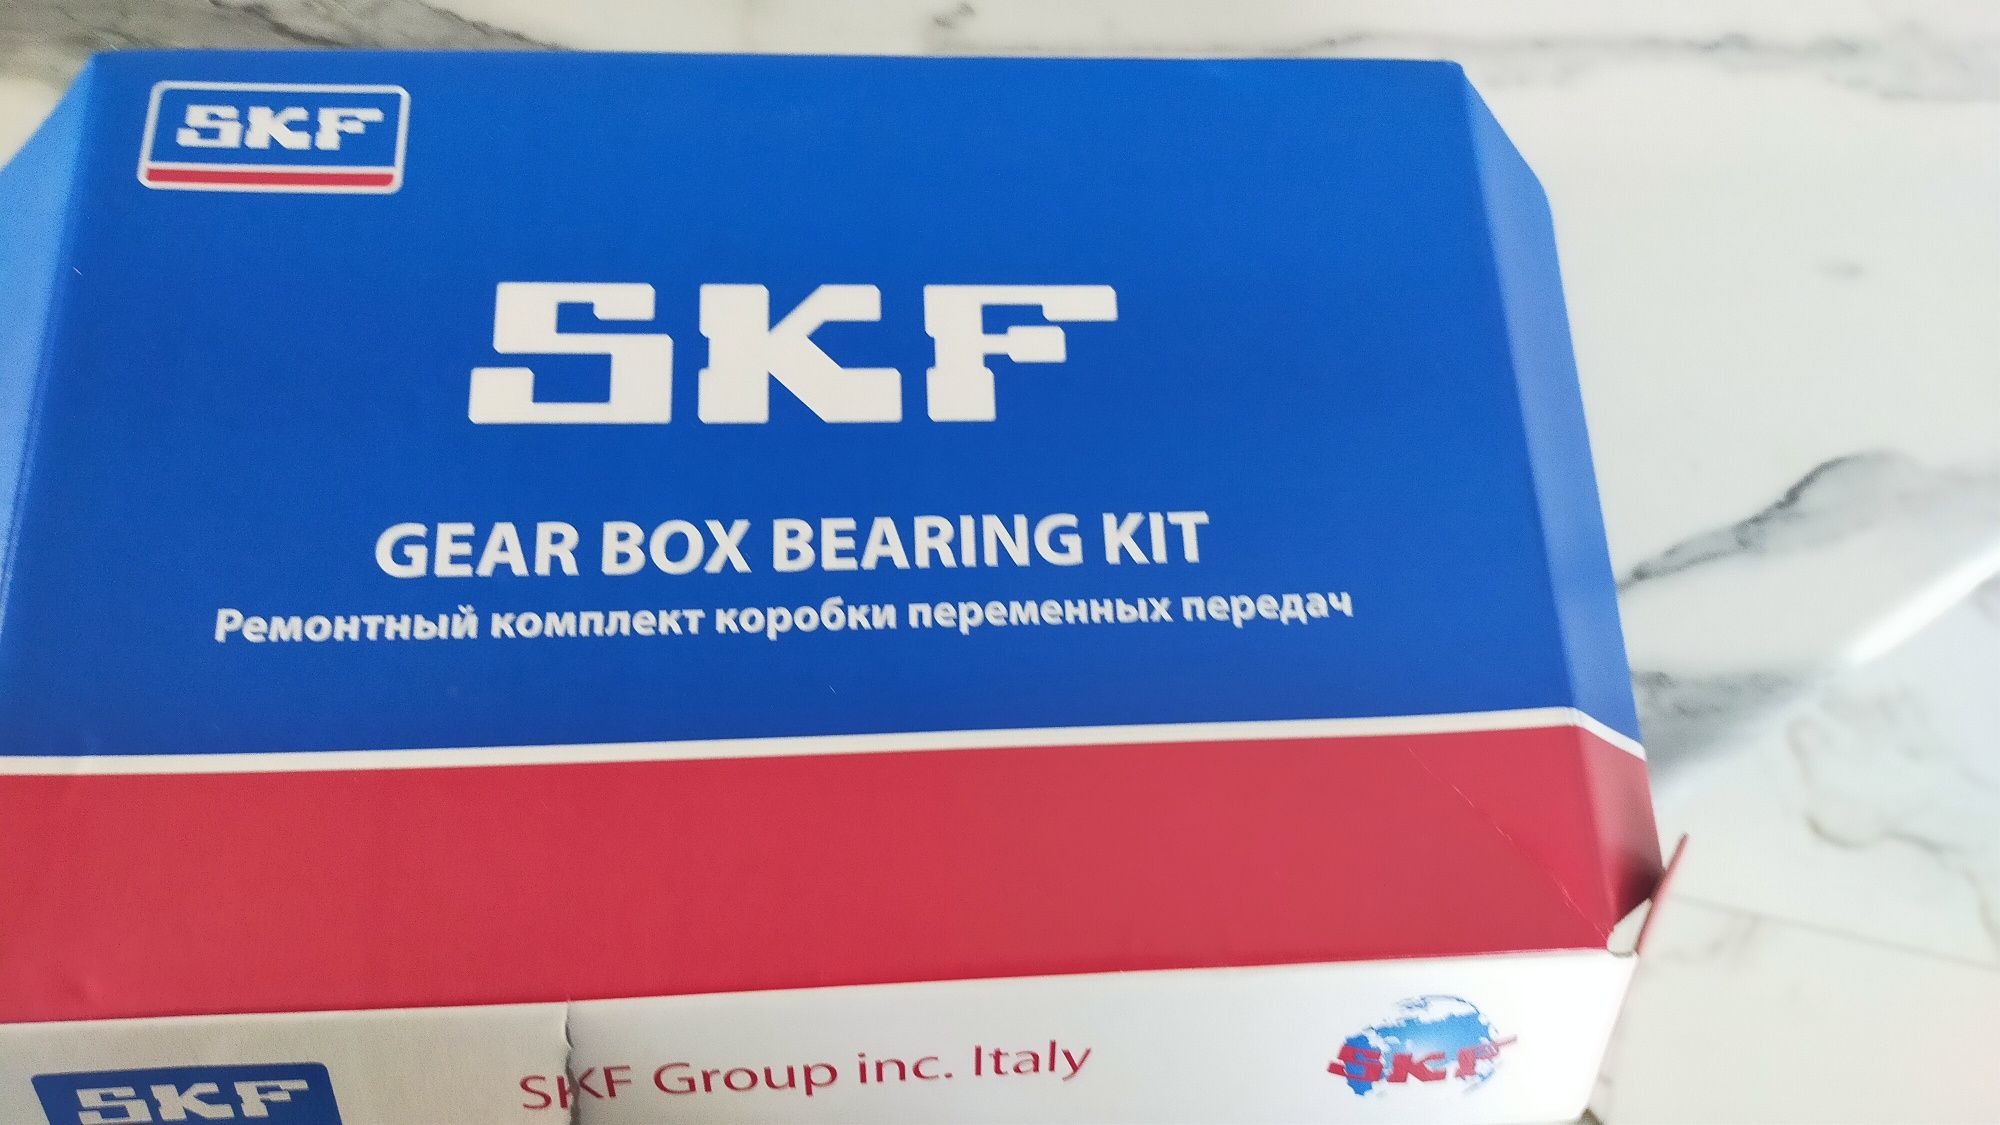 SKF
SKF
GEAR BOX BEARING KIT
Ремонтный комплект коробки переменных передач
SKF Group inc. Italy
SKF
SKF